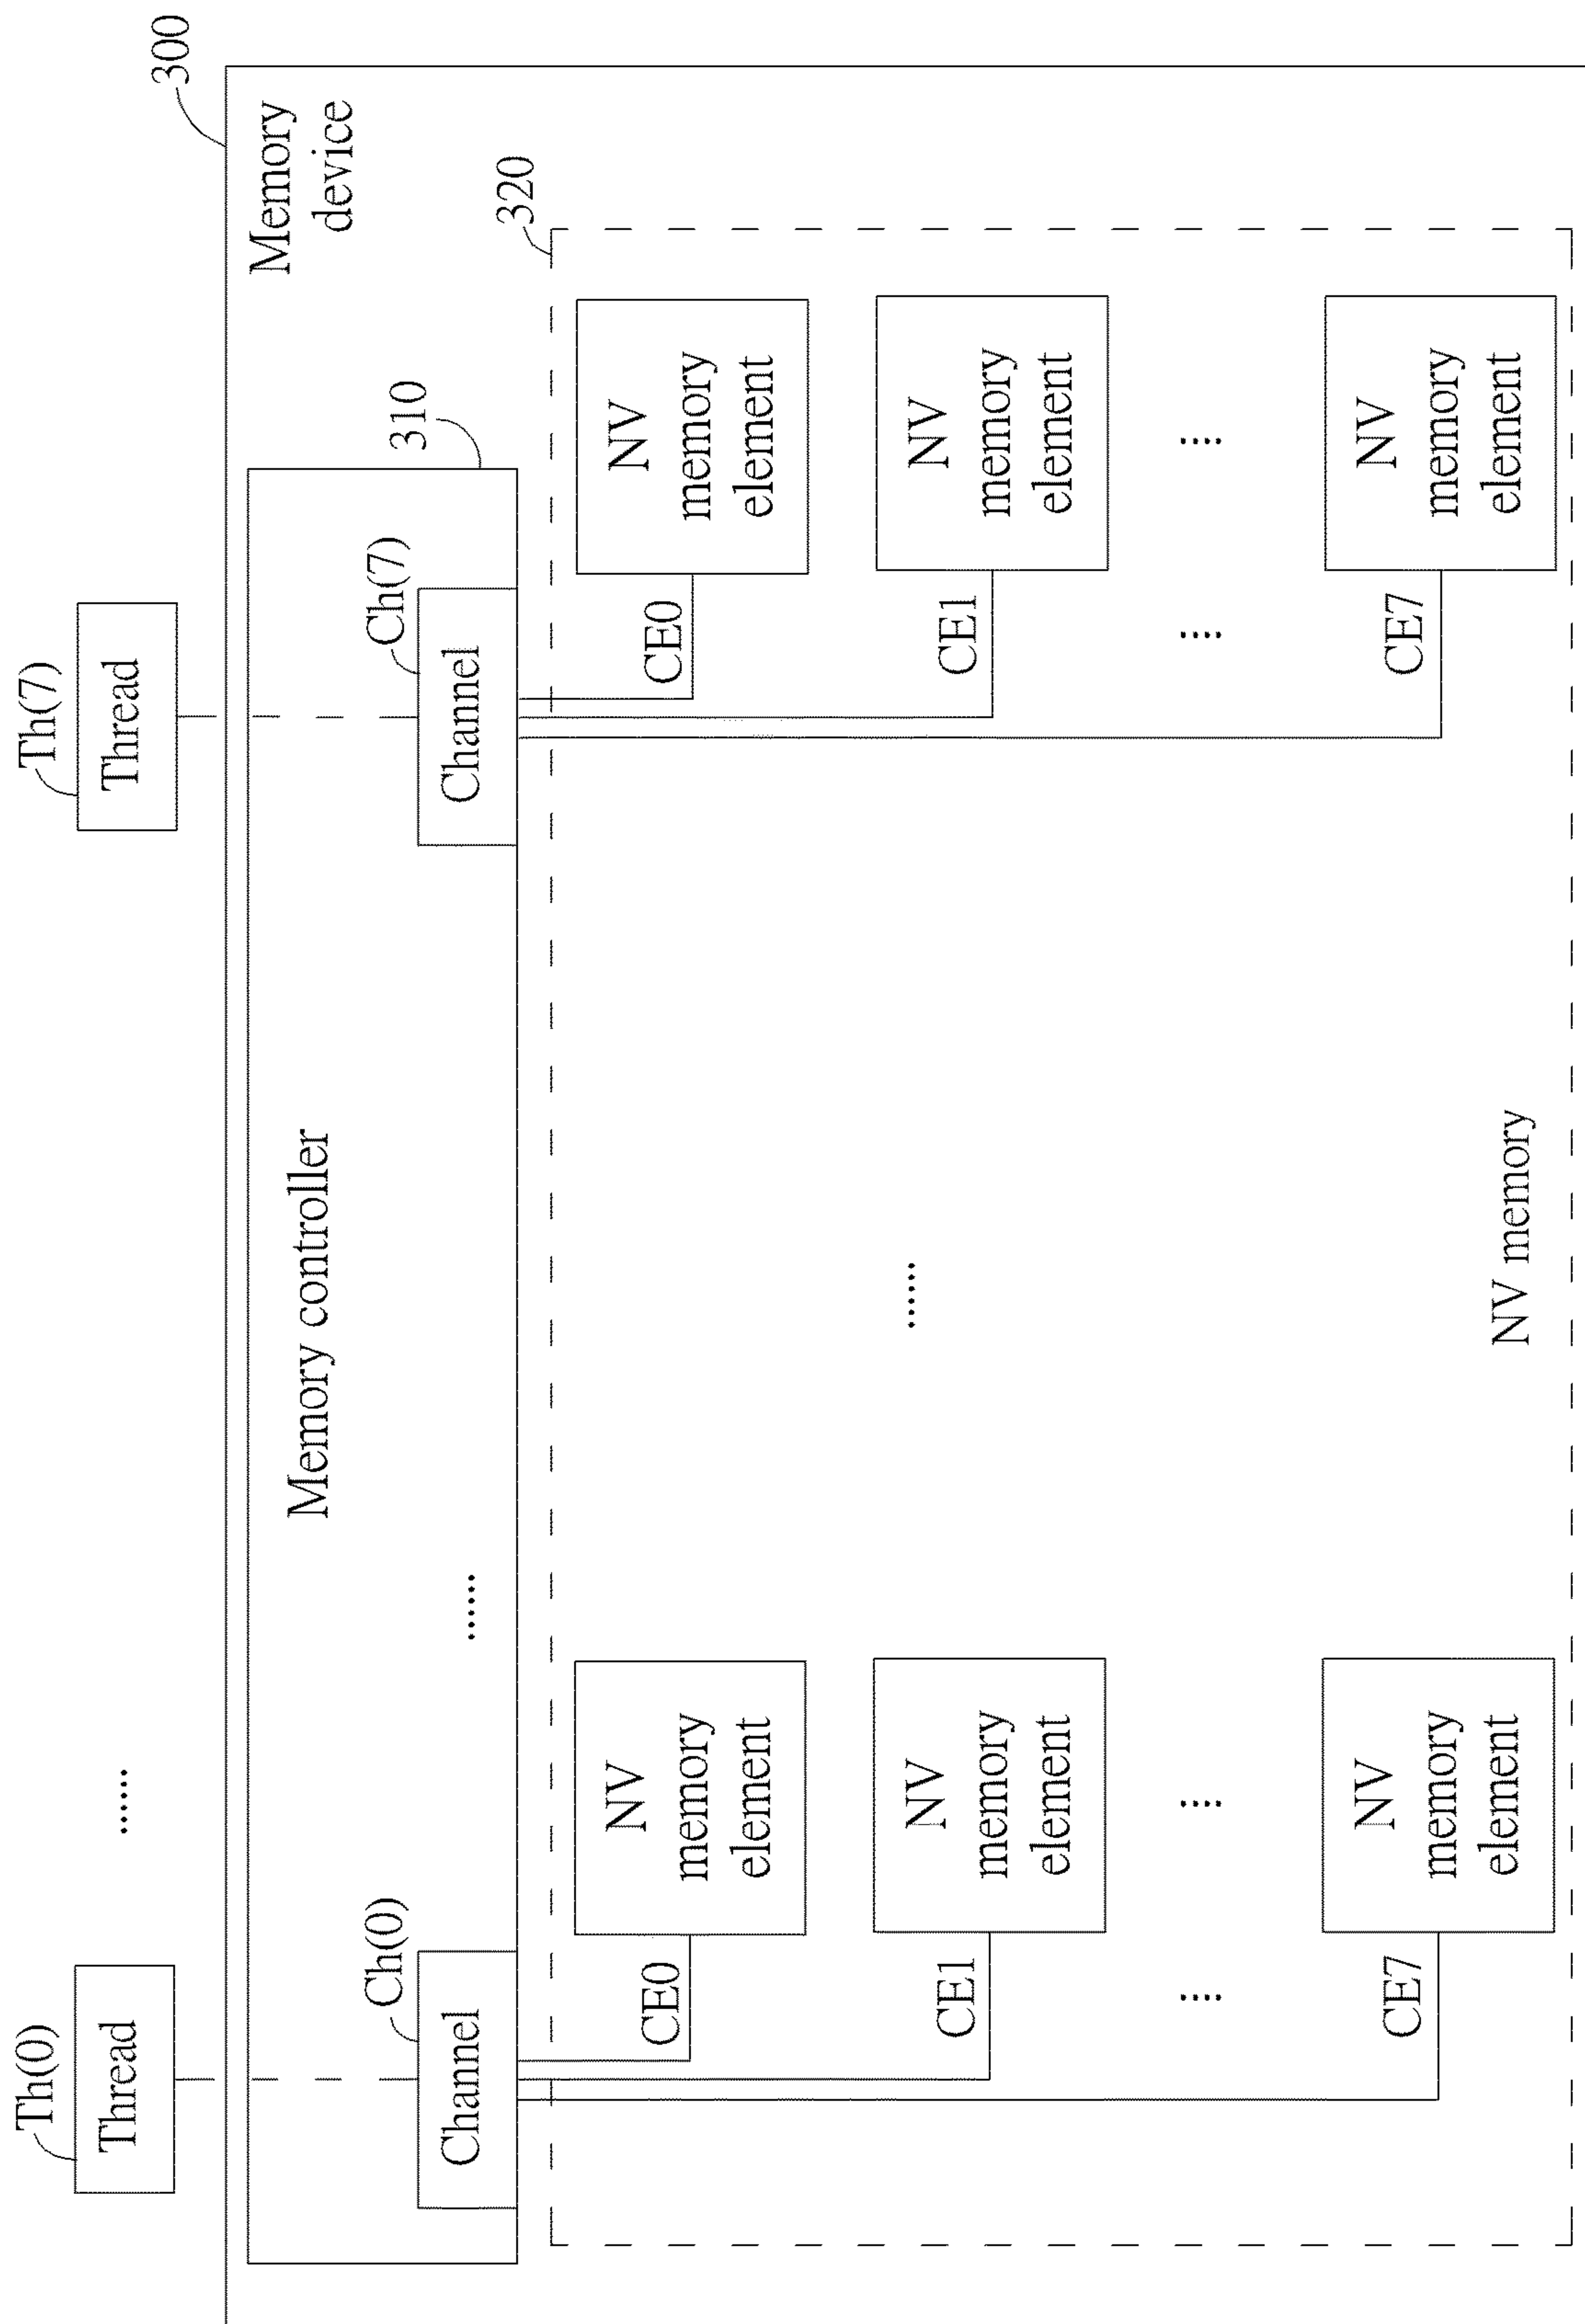 300
Memory
device
Th(0)
Thread
......
Th(7)
Thread
Memory controller
310
Ch(0)
Channel
......
Ch(7)
Channel
320
CE0
NV
memory
element
CE0
NV
memory
element
CE1
NV
memory
element
......
CE1
NV
memory
element
CE7
NV
memory
element
CE7
NV
memory
element
NV memory